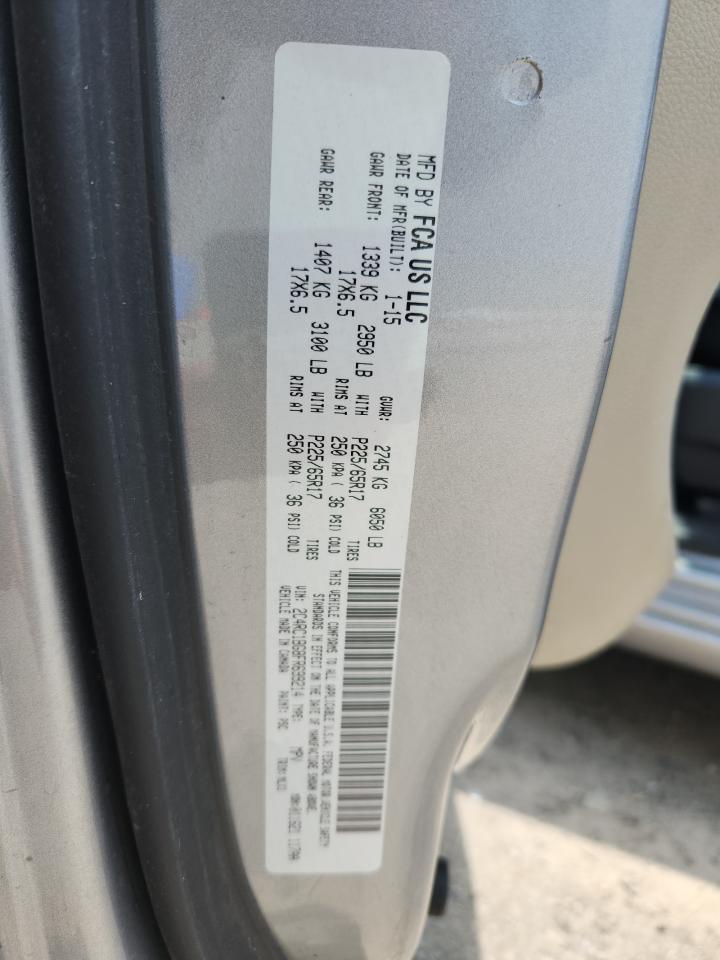 MFD BY FCA US LLC
DATE OF MFR(BUILT): 1-15 GVWR: 2745 KG 6050 LB
GAWR FRONT: 1339 KG 2950 LB WITH P225/65R17 TIRES
17X6.5 RIMS AT 250 KPA ( 36 PSI) COLD
GAWR REAR: 1407 KG 3100 LB WITH P225/65R17 TIRES
17X6.5 RIMS AT 250 KPA ( 36 PSI) COLD
THIS VEHICLE CONFORMS TO ALL APPLICABLE U.S.A. FEDERAL MOTOR VEHICLE SAFETY
STANDARDS IN EFFECT ON THE DATE OF MANUFACTURE SHOWN ABOVE.
VIN: 2C4RC1BG8FR699214 TYPE: MPV
VEHICLE MADE IN CANADA PAINT: PSC